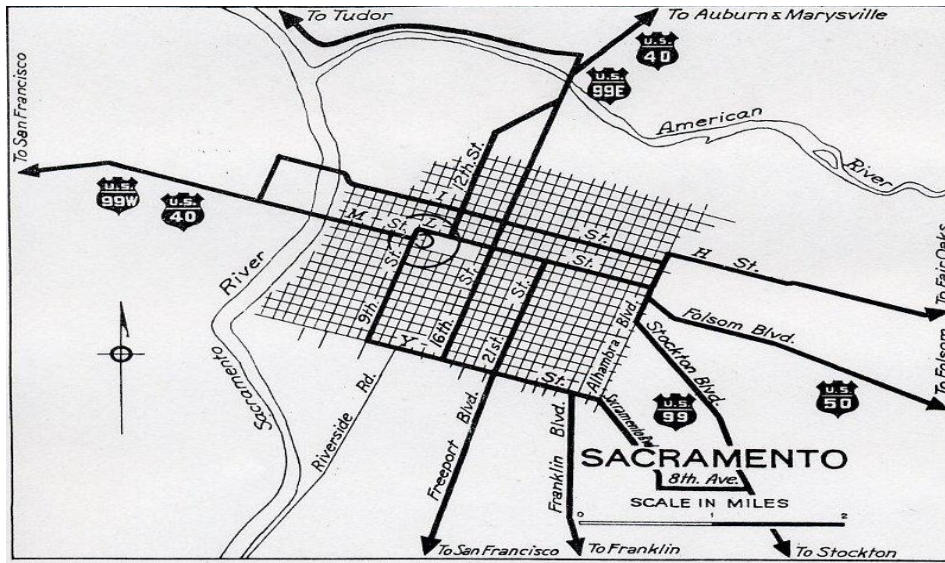 To Tudor
To Auburn & Marysville
U.S. 40
U.S. 99E
To San Francisco
American
River
12th. St.
U.S. 99W
U.S. 40
I
St.
M
St.
L
St.
H St.
River
Sacramento
9th. St.
16th. St.
21st. St.
Y
St.
Alhambra Blvd.
Stockton Blvd.
Folsom Blvd.
To Fair Oaks
To Folsom
U.S. 99
U.S. 50
Riverside Rd.
Freeport Blvd.
Franklin Blvd.
SACRAMENTO
8th. Ave.
SCALE IN MILES
0 1 2
To San Francisco
To Franklin
To Stockton